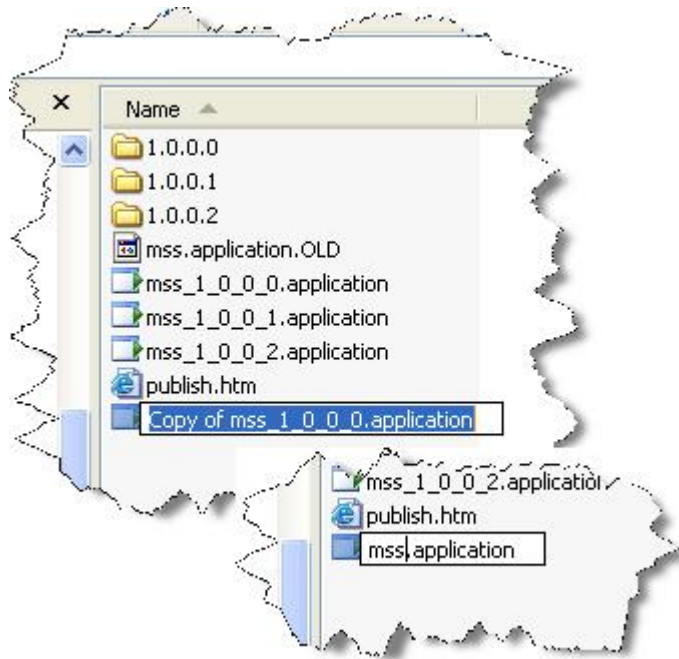 Name
1.0.0.0
1.0.0.1
1.0.0.2
mss.application.OLD
mss_1_0_0_0.application
mss_1_0_0_1.application
mss_1_0_0_2.application
publish.htm
Copy of mss_1_0_0_0.application
mss_1_0_0_2.application
publish.htm
mss.application